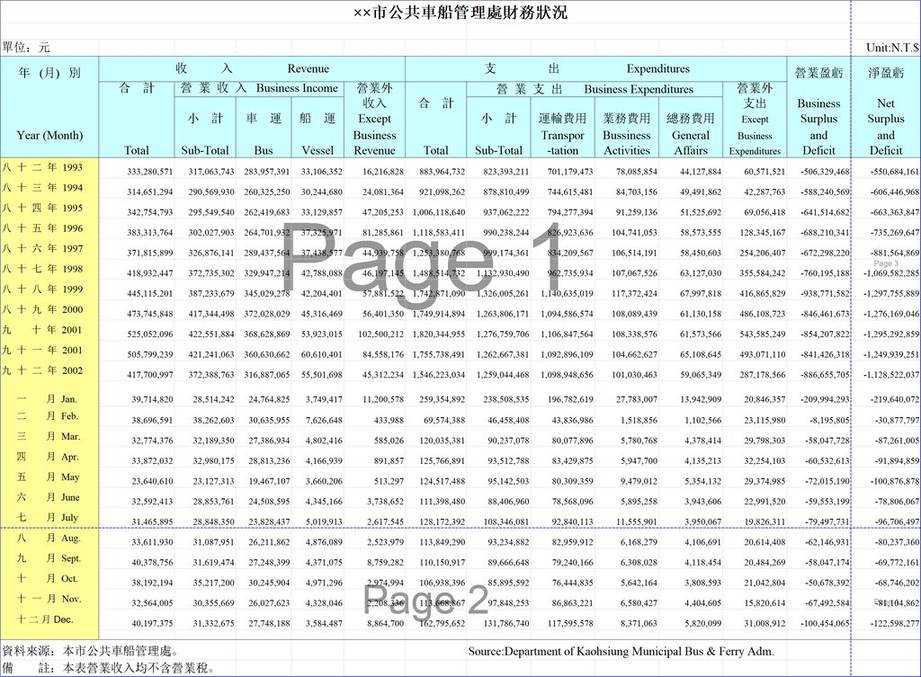 ××市公共車船管理處財務狀況
單位: 元 Unit:N.T.$
年 (月) 別 收 入 Revenue 支 出 Expenditures 營業盈虧 淨盈虧
合 計 營 業 收 入 Business Income 營業外 合 計 營 業 支 出 Business Expenditures 營業外
小 計 車 運 船 運 收入 小 計 運輸費用 業務費用 總務費用 支出
Except Transpor Bussiness General Except Business Net
Year (Month) Business -tation Activities Affairs Business Surplus Surplus
Total Sub-Total Bus Vessel Revenue Total Sub-Total Expenditures and and
Deficit Deficit
八 十 二 年 1993 333,280,571 317,063,743 283,957,391 33,106,352 16,216,828 883,964,732 823,393,211 701,179,473 78,085,854 44,127,884 60,571,521 -506,329,468 -550,684,161
八 十 三 年 1994 314,651,294 290,569,930 260,325,250 30,244,680 24,081,364 921,098,262 878,810,499 744,615,481 84,703,156 49,491,862 42,287,763 -588,240,569 -606,446,968
八 十 四 年 1995 342,754,793 295,549,540 262,419,683 33,129,857 47,205,253 1,006,118,640 937,062,222 794,277,394 91,259,136 51,525,692 69,056,418 -641,514,682 -663,363,847
八 十 五 年 1996 383,313,764 302,027,903 264,701,932 37,325,971 81,285,861 1,118,583,411 990,238,244 826,923,636 104,741,053 58,573,555 128,345,167 -688,210,341 -735,269,647
八 十 六 年 1997 371,815,899 326,876,141 289,437,564 37,438,577 44,939,758 1,253,380,768 999,174,361 834,209,567 106,514,191 58,450,603 254,206,407 -672,298,220 -881,564,869
八 十 七 年 1998 418,932,447 372,735,302 329,947,214 42,788,088 46,197,145 1,488,514,732 1,132,930,490 962,735,934 107,067,526 63,127,030 355,584,242 -760,195,188 -1,069,582,285
八 十 八 年 1999 445,115,201 387,233,679 345,029,278 42,204,401 57,881,522 1,742,871,090 1,326,005,261 1,140,635,019 117,372,424 67,997,818 416,865,829 -938,771,582 -1,297,755,889
八 十 九 年 2000 473,745,848 417,344,498 372,028,029 45,316,469 56,401,350 1,749,914,894 1,263,806,171 1,094,586,574 108,089,439 61,130,158 486,108,723 -846,461,673 -1,276,169,046
九 十 年 2001 525,052,096 422,551,884 368,628,869 53,923,015 102,500,212 1,820,344,955 1,276,759,706 1,106,847,564 108,338,576 61,573,566 543,585,249 -854,207,822 -1,295,292,859
九 十 一 年 2001 505,799,239 421,241,063 360,630,662 60,610,401 84,558,176 1,755,738,491 1,262,667,381 1,092,896,109 104,662,627 65,108,645 493,071,110 -841,426,318 -1,249,939,251
九 十 二 年 2002 417,700,997 372,388,763 316,887,065 55,501,698 45,312,234 1,546,223,034 1,259,044,468 1,098,948,656 101,030,463 59,065,349 287,178,566 -886,655,705 -1,128,522,037
一 月 Jan. 39,714,820 28,514,242 24,764,825 3,749,417 11,200,578 259,354,892 238,508,535 196,782,619 27,783,007 13,942,909 20,846,357 -209,994,293 -219,640,072
二 月 Feb. 38,696,591 38,262,603 30,635,955 7,626,648 433,988 69,574,388 46,458,408 43,836,986 1,518,856 1,102,566 23,115,980 -8,195,805 -30,877,797
三 月 Mar. 32,774,376 32,189,350 27,386,934 4,802,416 585,026 120,035,381 90,237,078 80,077,896 5,780,768 4,378,414 29,798,303 -58,047,728 -87,261,005
四 月 Apr. 33,872,032 32,980,175 28,813,236 4,166,939 891,857 125,766,891 93,512,788 83,429,875 5,947,700 4,135,213 32,254,103 -60,532,613 -91,894,859
五 月 May 23,640,610 23,127,313 19,467,107 3,660,206 513,297 124,517,488 95,142,503 80,309,359 9,479,012 5,354,132 29,374,985 -72,015,190 -100,876,878
六 月 June 32,592,413 28,853,761 24,508,595 4,345,166 3,738,652 111,398,480 88,406,960 78,568,096 5,895,258 3,943,606 22,991,520 -59,553,199 -78,806,067
七 月 July 31,465,895 28,848,350 23,828,437 5,019,913 2,617,545 128,172,392 108,346,081 92,840,113 11,555,901 3,950,067 19,826,311 -79,497,731 -96,706,497
八 月 Aug. 33,611,930 31,087,951 26,211,862 4,876,089 2,523,979 113,849,290 93,234,882 82,959,912 6,168,279 4,106,691 20,614,408 -62,146,931 -80,237,360
九 月 Sept. 40,378,756 31,619,474 27,248,399 4,371,075 8,759,282 110,150,917 89,666,648 79,240,166 6,308,028 4,118,454 20,484,269 -58,047,174 -69,772,161
十 月 Oct. 38,192,194 35,217,200 30,245,904 4,971,296 2,974,994 106,938,396 85,895,592 76,444,835 5,642,164 3,808,593 21,042,804 -50,678,392 -68,746,202
十 一 月 Nov. 32,564,005 30,355,669 26,027,623 4,328,046 2,208,336 113,668,867 97,848,253 86,863,221 6,580,427 4,404,605 15,820,614 -67,492,584 -81,104,862
十 二 月 Dec. 40,197,375 31,332,675 27,748,188 3,584,487 8,864,700 162,795,652 131,786,740 117,595,578 8,371,063 5,820,099 31,008,912 -100,454,065 -122,598,277
Page 1
Page 3
Page 2
資料來源: 本市公共車船管理處。 Source:Department of Kaohsiung Municipal Bus & Ferry Adm.
備 註: 本表營業收入均不含營業稅。